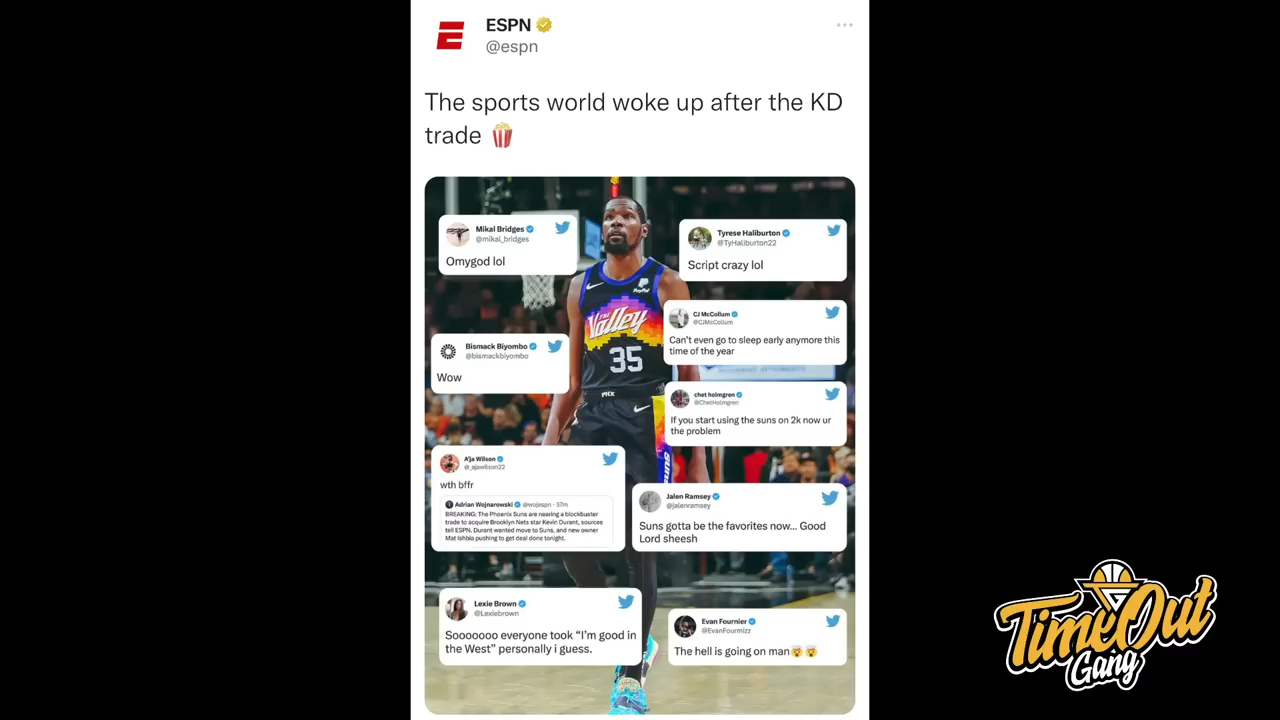 ESPN
@espn
The sports world woke up after the KD
trade
Mikal Bridges
@mikal_bridges
Omygod lol
Tyrese Haliburton
@TyHaliburton22
Script crazy lol
PayPal
THE
Valley
35
PHX
CJ McCollum
@CJMcCollum
Can't even go to sleep early anymore this
time of the year
Bismack Biyombo
@bismackbiyombo
Wow
chet holmgren
@ChetHolmgren
If you start using the suns on 2k now ur
the problem
SUNS
A'ja Wilson
@_ajawilson22
wth bffr
Adrian Wojnarowski @wojespn · 57m
BREAKING: The Phoenix Suns are nearing a blockbuster
trade to acquire Brooklyn Nets star Kevin Durant, sources
tell ESPN. Durant wanted move to Suns, and new owner
Mat Ishbia pushing to get deal done tonight.
Jalen Ramsey
@jalenramsey
Suns gotta be the favorites now... Good
Lord sheesh
Lexie Brown
@Lexiebrown
Sooooooo everyone took “I'm good in
the West” personally i guess.
Evan Fournier
@EvanFourmizz
The hell is going on man
TimeOut
Gang